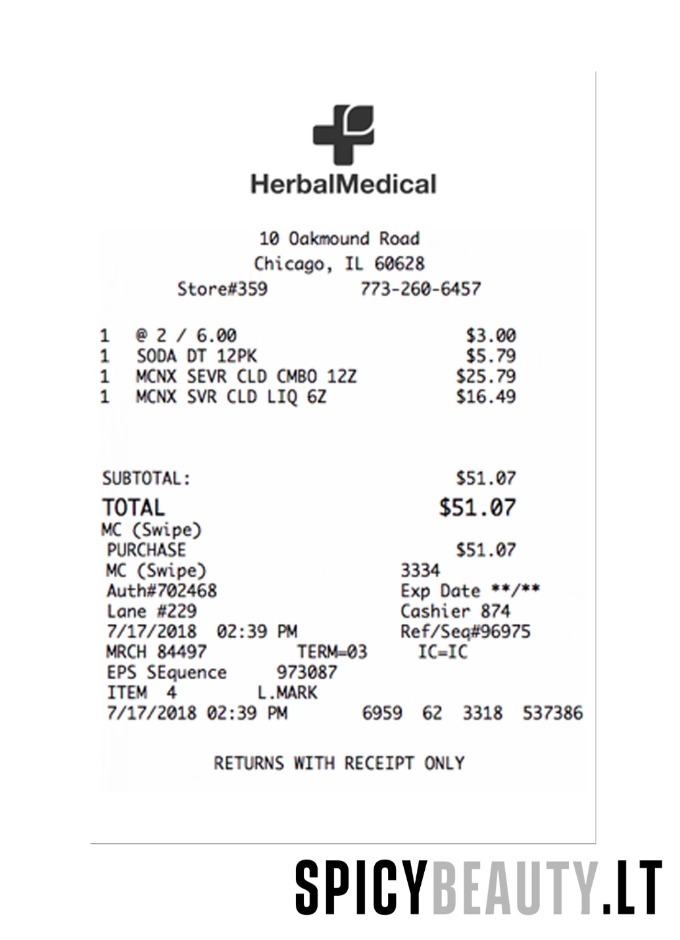 HerbalMedical
10 Oakmound Road
Chicago, IL 60628
Store#359 773-260-6457
1 @ 2 / 6.00 $3.00
1 SODA DT 12PK $5.79
1 MCNX SEVR CLD CMBO 12Z $25.79
1 MCNX SVR CLD LIQ 6Z $16.49
SUBTOTAL: $51.07
TOTAL $51.07
MC (Swipe)
PURCHASE $51.07
MC (Swipe) 3334
Auth#702468 Exp Date **/**
Lane #229 Cashier 874
7/17/2018 02:39 PM Ref/Seq#96975
MRCH 84497 TERM=03 IC=IC
EPS SEquence 973087
ITEM 4 L.MARK
7/17/2018 02:39 PM 6959 62 3318 537386
RETURNS WITH RECEIPT ONLY
SPICYBEAUTY.LT